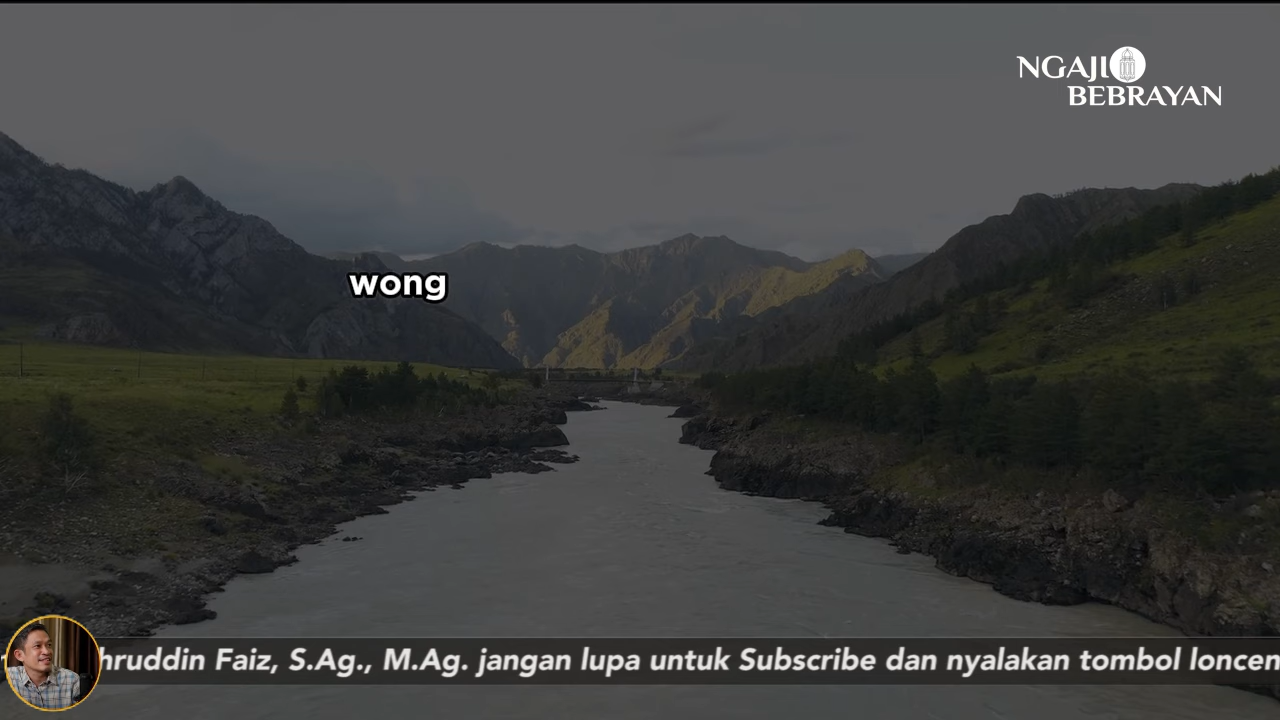 NGAJI
BEBRAYAN
wong
hruddin Faiz, S.Ag., M.Ag. jangan lupa untuk Subscribe dan nyalakan tombol loncen